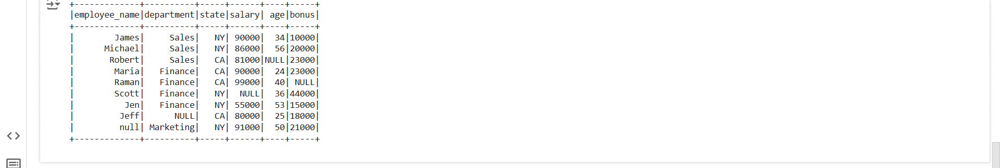 +-------------+----------+-----+------+----+-----+
|employee_name|department|state|salary| age|bonus|
+-------------+----------+-----+------+----+-----+
|        James|     Sales|   NY| 90000|  34|10000|
|      Michael|     Sales|   NY| 86000|  56|20000|
|       Robert|     Sales|   CA| 81000|NULL|23000|
|        Maria|   Finance|   CA| 90000|  24|23000|
|        Raman|   Finance|   CA| 99000|  40| NULL|
|        Scott|   Finance|   NY|  NULL|  36|44000|
|          Jen|   Finance|   NY| 55000|  53|15000|
|         Jeff|      NULL|   CA| 80000|  25|18000|
|         null| Marketing|   NY| 91000|  50|21000|
+-------------+----------+-----+------+----+-----+